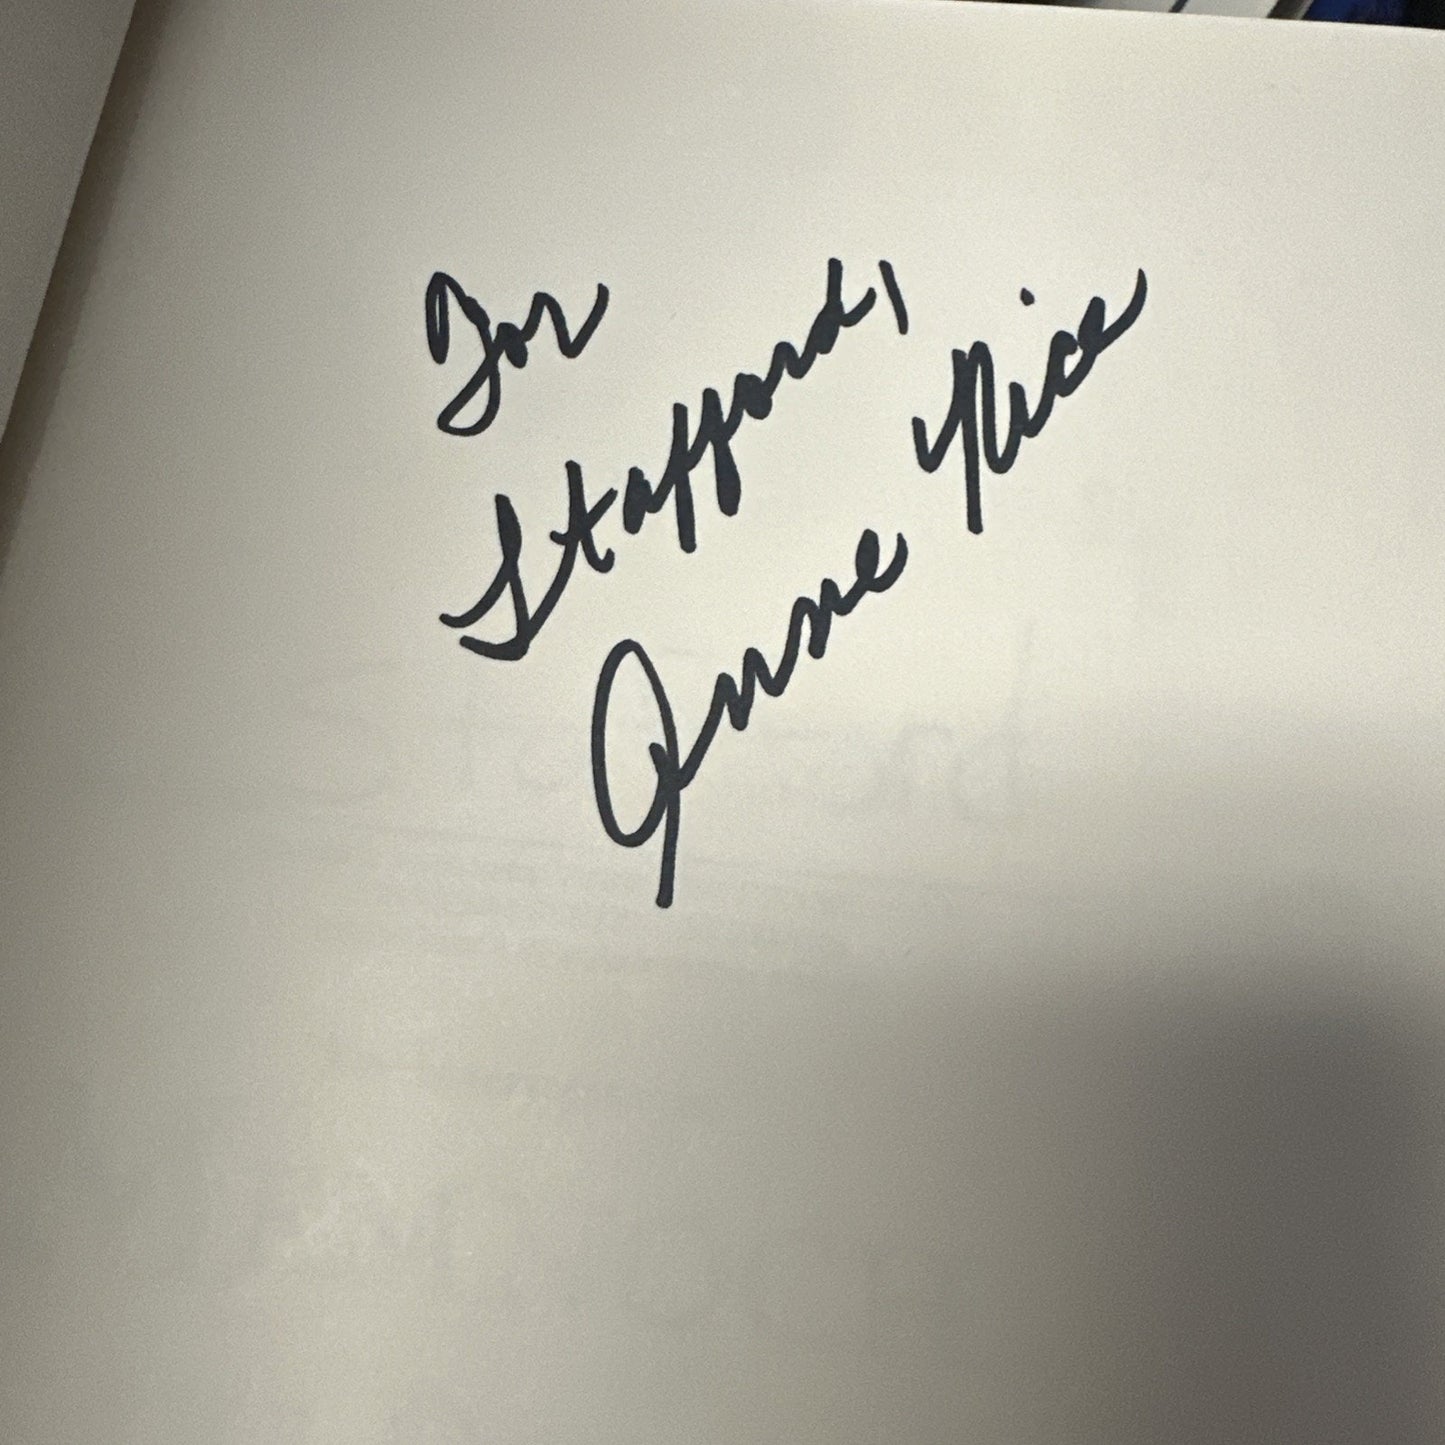 For
Stafford,
Anne Rice